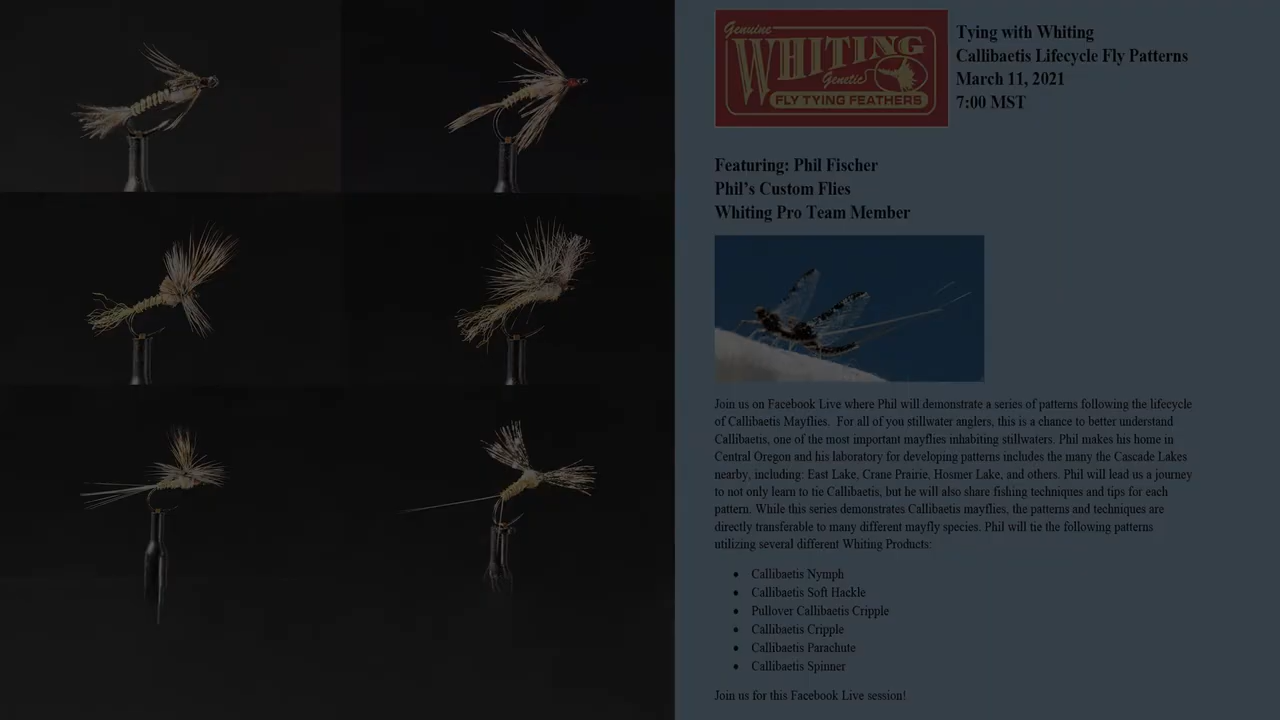 Genuine
WHITING
Genetic
FLY TYING FEATHERS
Tying with Whiting
Callibaetis Lifecycle Fly Patterns
March 11, 2021
7:00 MST
Featuring: Phil Fischer
Phil's Custom Flies
Whiting Pro Team Member
Join us on Facebook Live where Phil will demonstrate a series of patterns following the lifecycle
of Callibaetis Mayflies.  For all of you stillwater anglers, this is a chance to better understand
Callibaetis, one of the most important mayflies inhabiting stillwaters. Phil makes his home in
Central Oregon and his laboratory for developing patterns includes the many the Cascade Lakes
nearby, including: East Lake, Crane Prairie, Hosmer Lake, and others. Phil will lead us a journey
to not only learn to tie Callibaetis, but he will also share fishing techniques and tips for each
pattern. While this series demonstrates Callibaetis mayflies, the patterns and techniques are
directly transferable to many different mayfly species. Phil will tie the following patterns
utilizing several different Whiting Products:
• Callibaetis Nymph
• Callibaetis Soft Hackle
• Pullover Callibaetis Cripple
• Callibaetis Cripple
• Callibaetis Parachute
• Callibaetis Spinner
Join us for this Facebook Live session!